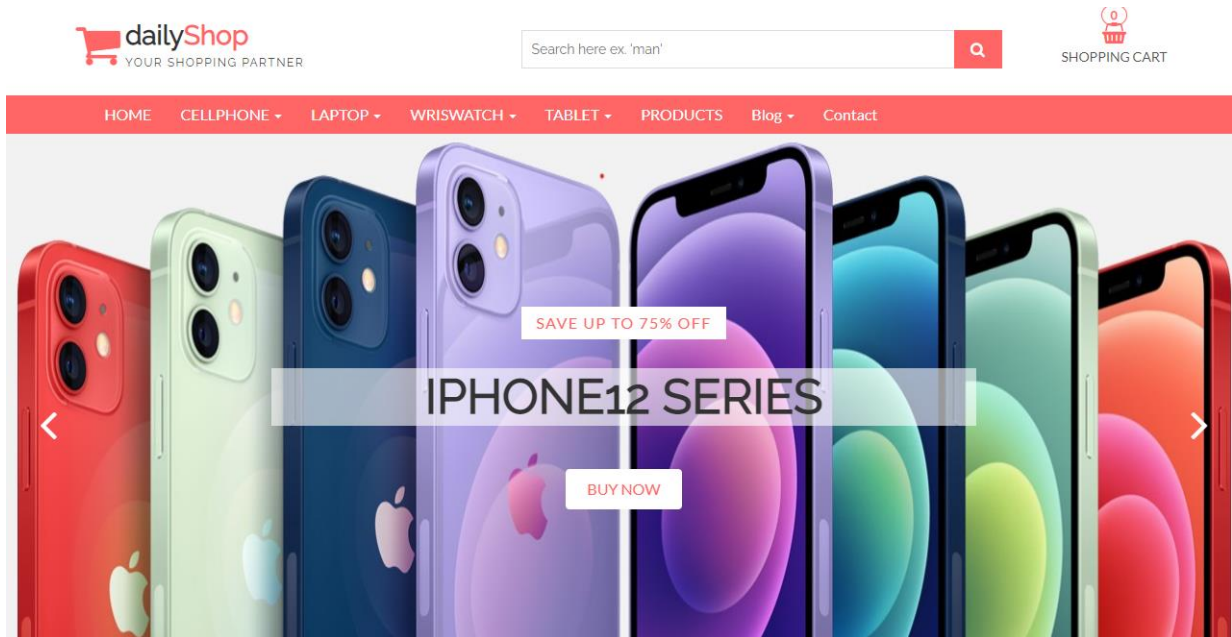 dailyShop
YOUR SHOPPING PARTNER
Search here ex. 'man'
0
SHOPPING CART
HOME CELLPHONE LAPTOP WRISWATCH TABLET PRODUCTS Blog Contact
SAVE UP TO 75% OFF
IPHONE12 SERIES
BUY NOW